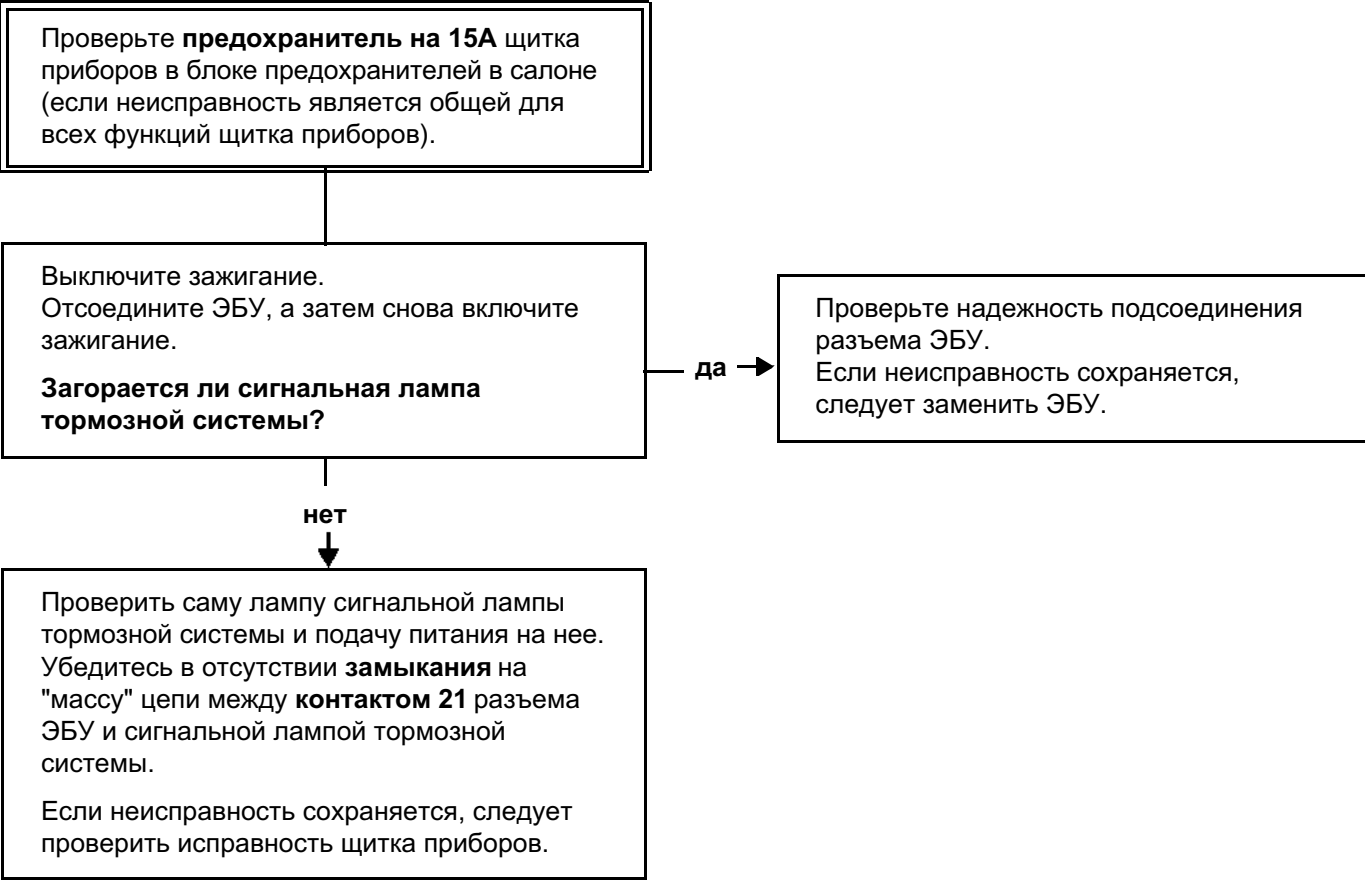 Проверьте предохранитель на 15А щитка
приборов в блоке предохранителей в салоне
(если неисправность является общей для
всех функций щитка приборов).
Выключите зажигание.
Отсоедините ЭБУ, а затем снова включите
зажигание.
Загорается ли сигнальная лампа
тормозной системы?
да
Проверьте надежность подсоединения
разъема ЭБУ.
Если неисправность сохраняется,
следует заменить ЭБУ.
нет
Проверить саму лампу сигнальной лампы
тормозной системы и подачу питания на нее.
Убедитесь в отсутствии замыкания на
"массу" цепи между контактом 21 разъема
ЭБУ и сигнальной лампой тормозной
системы.
Если неисправность сохраняется, следует
проверить исправность щитка приборов.